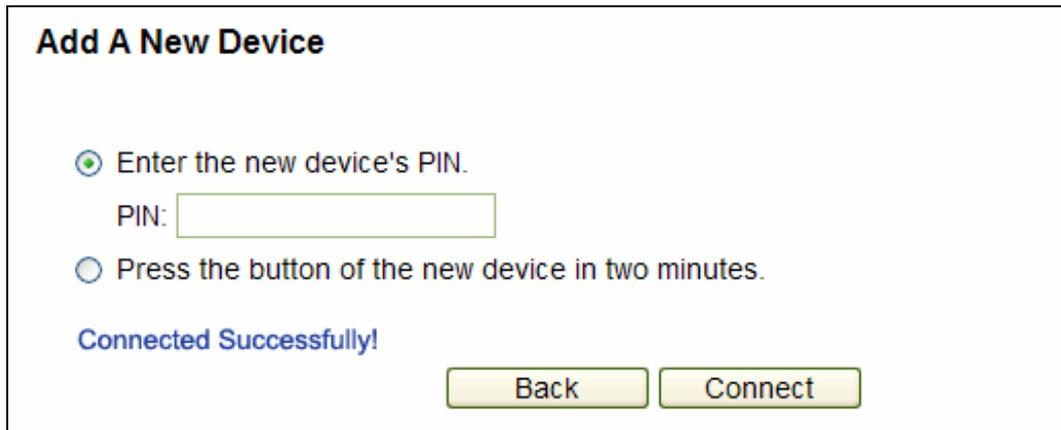 Add A New Device
Enter the new device's PIN.
PIN:
Press the button of the new device in two minutes.
Connected Successfully!
Back Connect